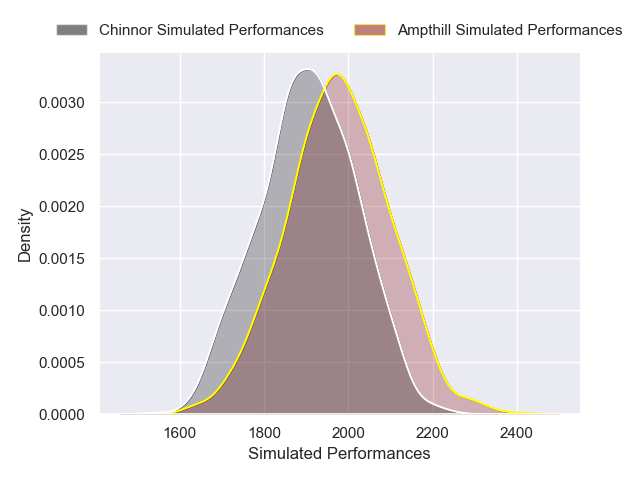 Chinnor Simulated Performances
Ampthill Simulated Performances
0.0030
0.0025
0.0020
0.0015
0.0010
0.0005
0.0000
Density
1600 1800 2000 2200 2400
Simulated Performances